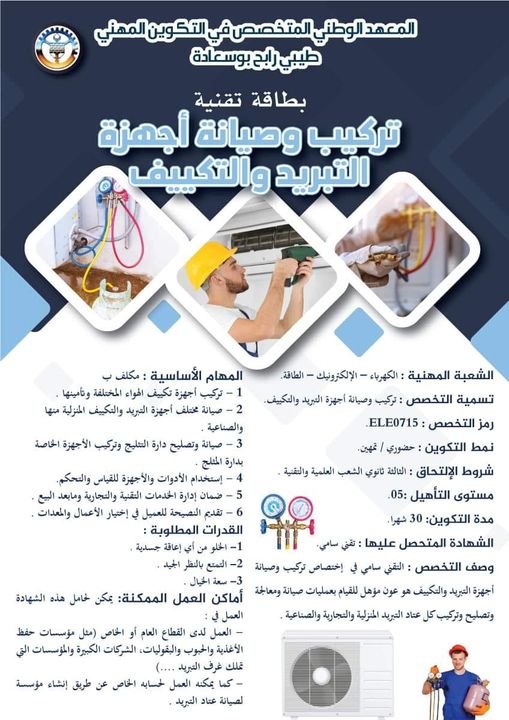 المعهد الوطني المتخصص في التكوين المهني
طيبي رابح بوسعادة
بطاقة تقنية
تركيب وصيانة أجهزة
التبريد والتكييف
الشعبة المهنية : الكهرباء – الإلكترونيك – الطاقة.
تسمية التخصص : تركيب وصيانة أجهزة التبريد والتكييف.
رمز التخصص : ELE0715.
نمط التكوين : حضوري / تمهين.
شروط الإلتحاق : الثالثة ثانوي الشعب العلمية والتقنية .
مستوى التأهيل :05.
مدة التكوين: 30 شهرا.
الشهادة المتحصل عليها : تقني سامي.
وصف التخصص : التقني سامي في إختصاص تركيب وصيانة
أجهزة التبريد والتكييف هو عون مؤهل للقيام بعمليات صيانة ومعالجة
وتصليح وتركيب كل عتاد التبريد المنزلية والتجارية والصناعية .
المهام الأساسية : مكلف ب
1 – تركيب أجهزة تكييف الهواء المختلفة وتأمينها .
2 – صيانة مختلف أجهزة التبريد والتكييف المنزلية منها
والصناعية .
3 – صيانة وتصليح دارة التثليج وتركيب الأجهزة الخاصة
بدارة المثلج .
4 – إستخدام الأدوات والأجهزة للقياس والتحكم.
5 – ضمان إدارة الخدمات التقنية والتجارية ومابعد البيع .
6 – تقديم النصيحة للعميل في إختيار الأعمال والمعدات .
القدرات المطلوبة :
1– الخلو من أي إعاقة جسدية .
2– التمتع بالنظر الجيد .
3– سعة الخيال .
أماكن العمل الممكنة: يمكن لحامل هذه الشهادة
العمل في :
– العمل لدى القطاع العام أو الخاص (مثل مؤسسات حفظ
الأغذية والحبوب والبقوليات، الشركات الكبيرة والمؤسسات التي
تملك غرف التبريد ....)
– كما يمكنه العمل لحسابه الخاص عن طريق إنشاء مؤسسة
لصيانة عتاد التبريد .